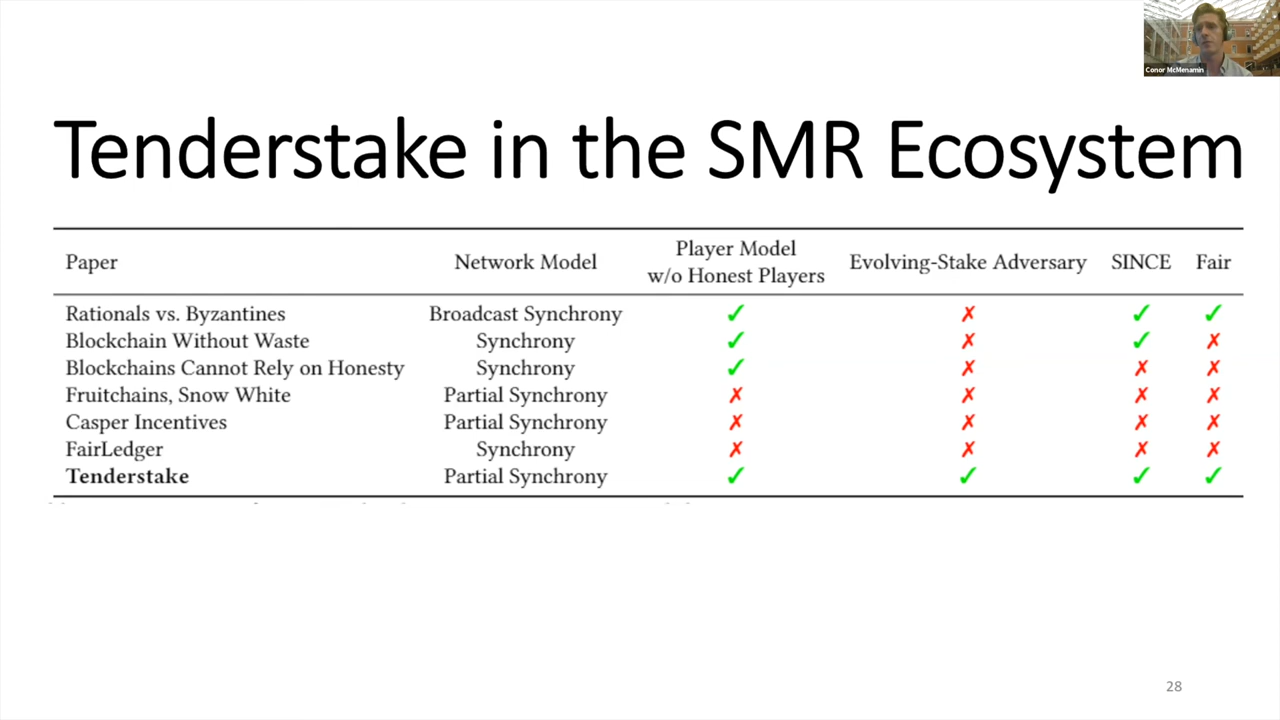 Conor McMenamin
Tenderstake in the SMR Ecosystem
Paper Network Model Player Model w/o Honest Players Evolving-Stake Adversary SINCE Fair
Rationals vs. Byzantines Broadcast Synchrony ✓ ✗ ✓ ✓
Blockchain Without Waste Synchrony ✓ ✗ ✓ ✗
Blockchains Cannot Rely on Honesty Synchrony ✓ ✗ ✗ ✗
Fruitchains, Snow White Partial Synchrony ✗ ✗ ✗ ✗
Casper Incentives Partial Synchrony ✗ ✗ ✗ ✗
FairLedger Synchrony ✗ ✗ ✗ ✗
Tenderstake Partial Synchrony ✓ ✓ ✓ ✓
28